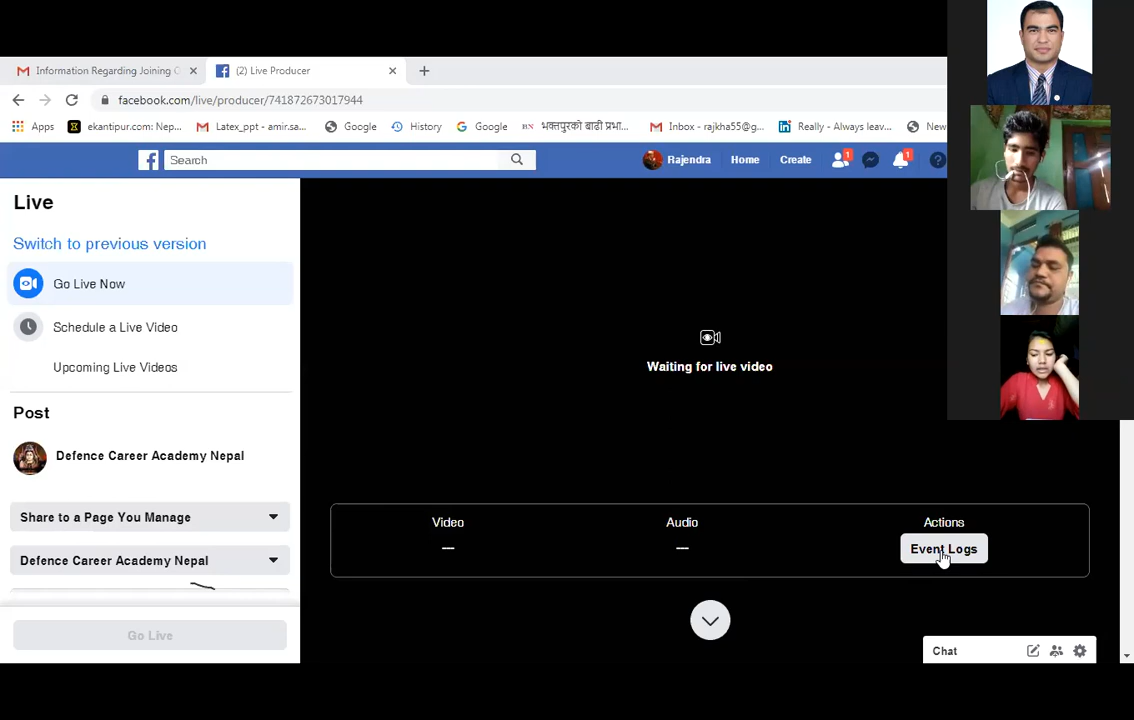 Information Regarding Joining
(2) Live Producer
facebook.com/live/producer/741872673017944
Apps ekantipur.com: Nep... Latex_ppt - amir.sa... Google History Google भक्तपुरको बाढी प्रभा... Inbox - rajkha55@g... Really - Always leav... New
Search Rajendra Home Create 1 1
Live
Switch to previous version
Go Live Now
Schedule a Live Video
Upcoming Live Videos
Waiting for live video
Post
Defence Career Academy Nepal
Share to a Page You Manage
Defence Career Academy Nepal
Video Audio Actions
--- --- Event Logs
Go Live
Chat